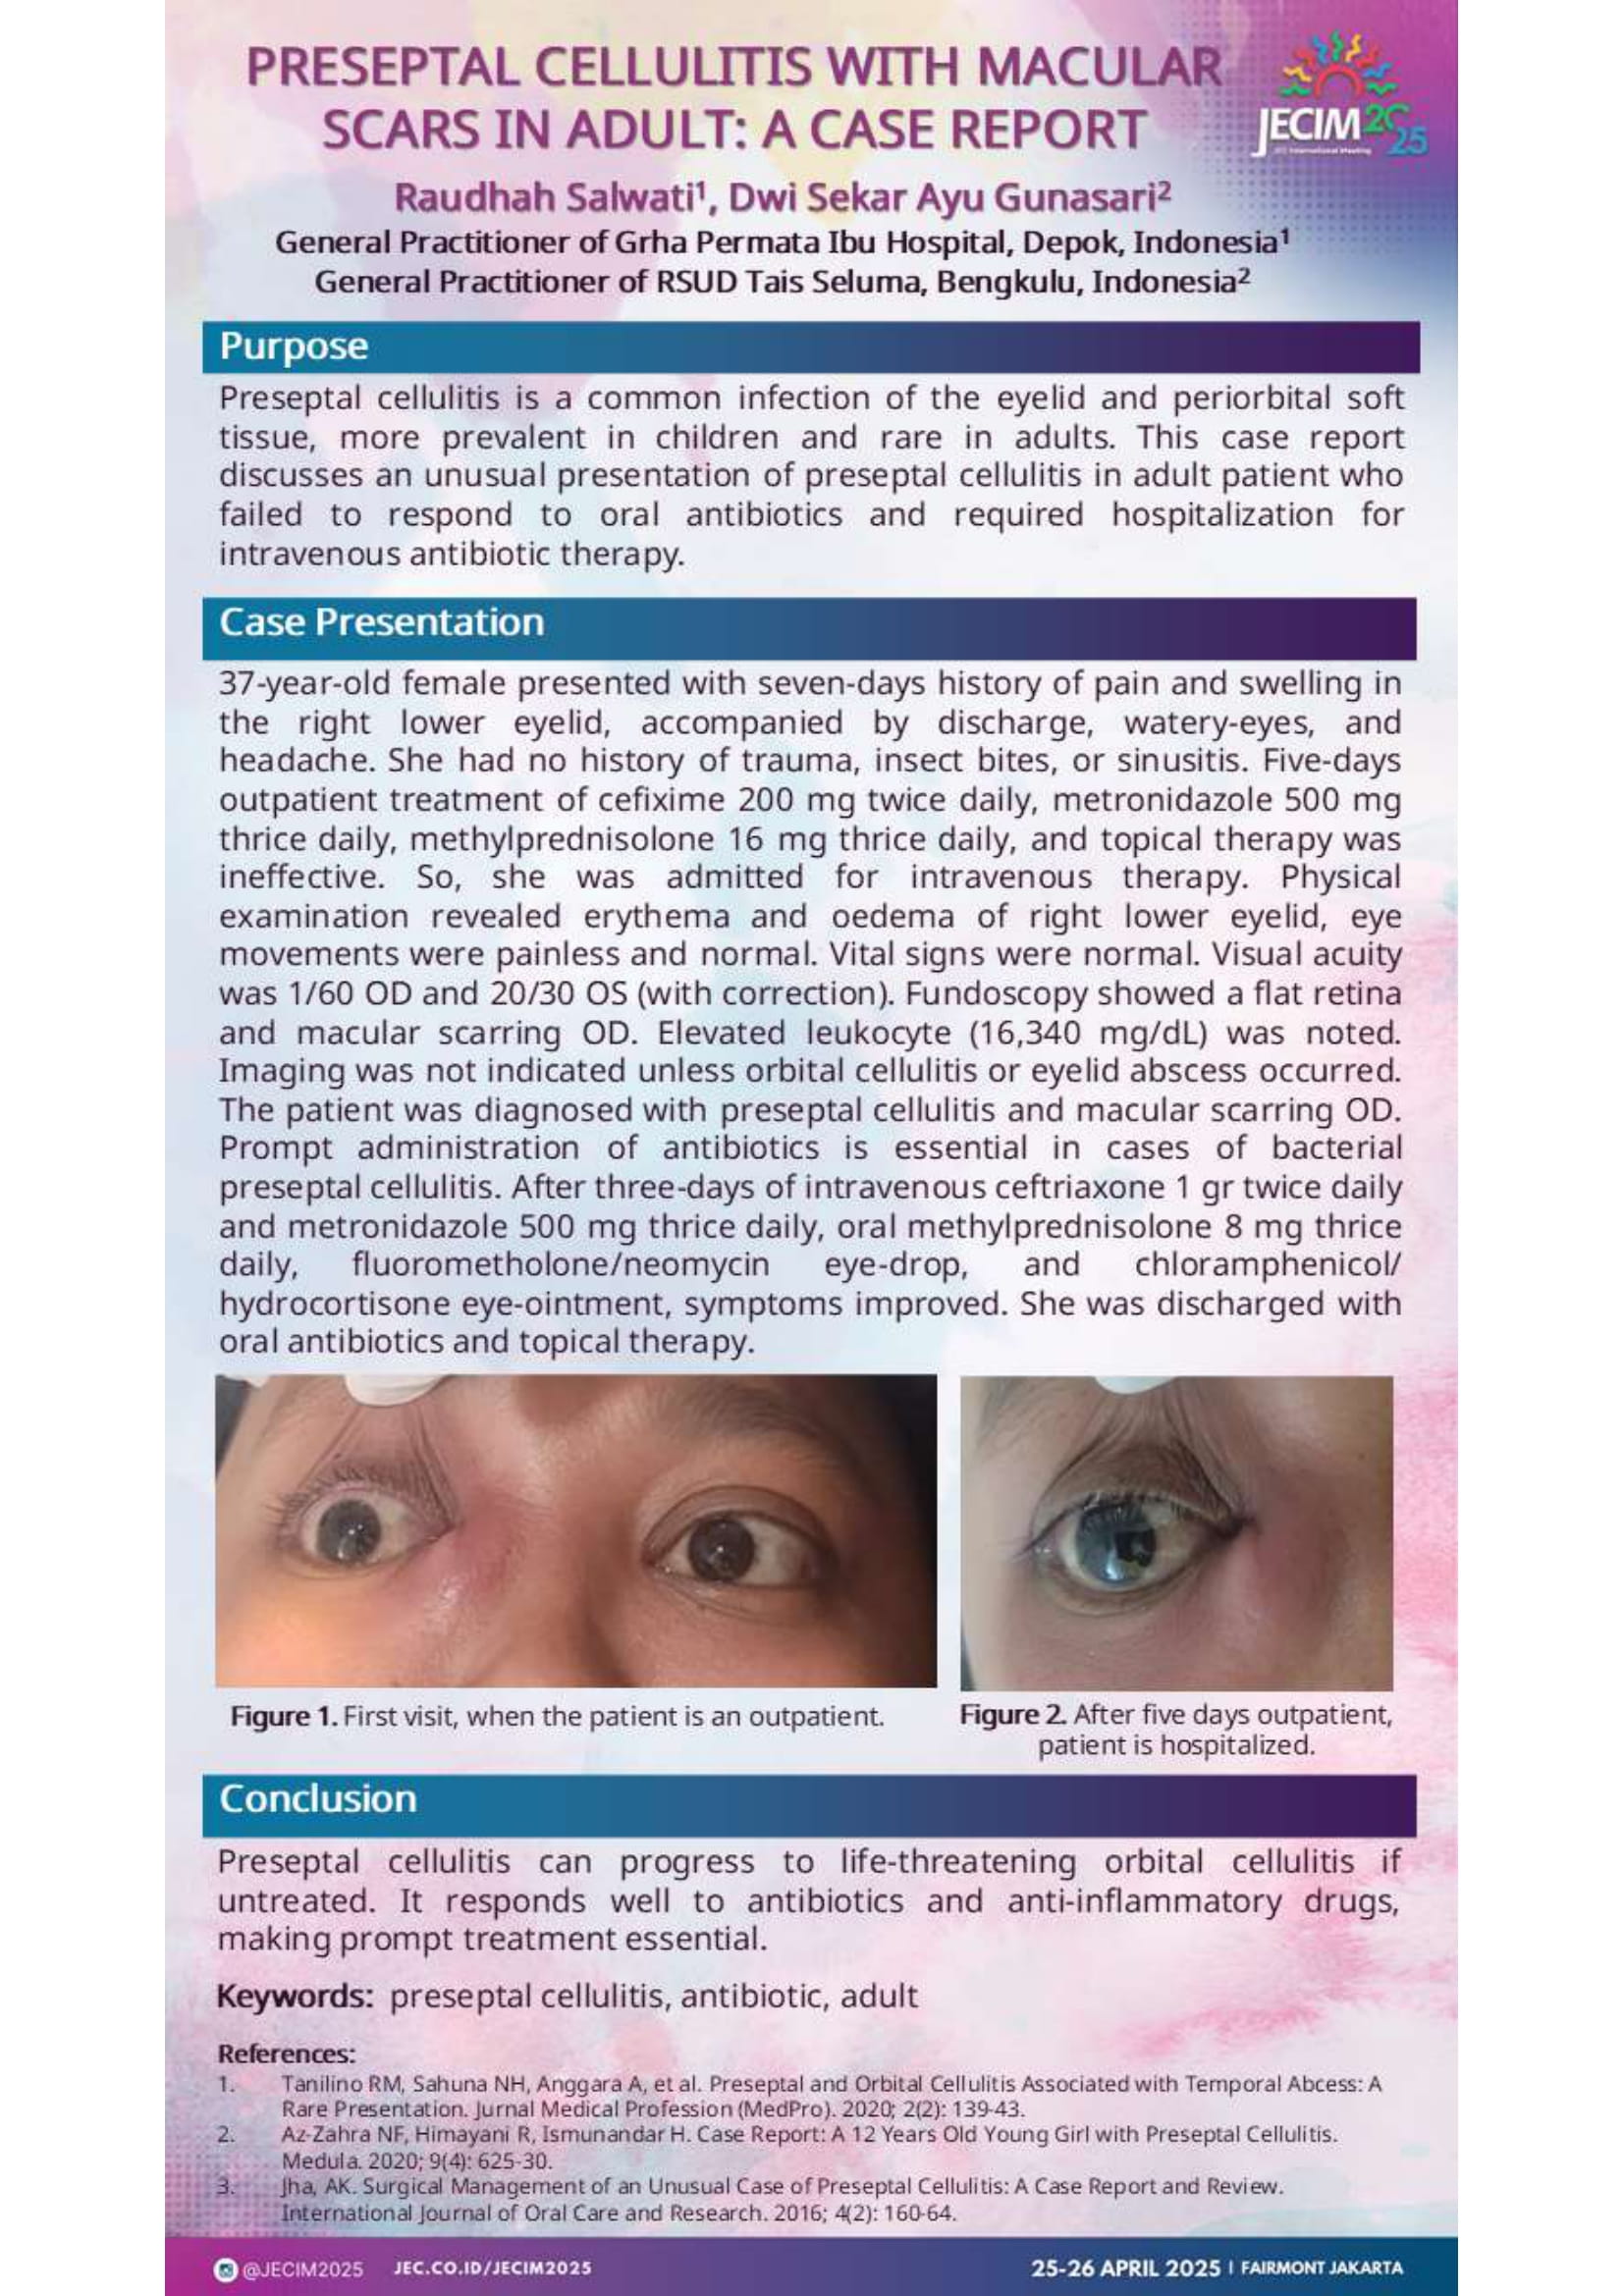 PRESEPTAL CELLULITIS WITH MACULAR
SCARS IN ADULT: A CASE REPORT
JECIM 2025
JEC International Meeting
Raudhah Salwati¹, Dwi Sekar Ayu Gunasari²
General Practitioner of Grha Permata Ibu Hospital, Depok, Indonesia¹
General Practitioner of RSUD Tais Seluma, Bengkulu, Indonesia²
Purpose
Preseptal cellulitis is a common infection of the eyelid and periorbital soft
tissue, more prevalent in children and rare in adults. This case report
discusses an unusual presentation of preseptal cellulitis in adult patient who
failed to respond to oral antibiotics and required hospitalization for
intravenous antibiotic therapy.
Case Presentation
37-year-old female presented with seven-days history of pain and swelling in
the right lower eyelid, accompanied by discharge, watery-eyes, and
headache. She had no history of trauma, insect bites, or sinusitis. Five-days
outpatient treatment of cefixime 200 mg twice daily, metronidazole 500 mg
thrice daily, methylprednisolone 16 mg thrice daily, and topical therapy was
ineffective. So, she was admitted for intravenous therapy. Physical
examination revealed erythema and oedema of right lower eyelid, eye
movements were painless and normal. Vital signs were normal. Visual acuity
was 1/60 OD and 20/30 OS (with correction). Fundoscopy showed a flat retina
and macular scarring OD. Elevated leukocyte (16,340 mg/dL) was noted.
Imaging was not indicated unless orbital cellulitis or eyelid abscess occurred.
The patient was diagnosed with preseptal cellulitis and macular scarring OD.
Prompt administration of antibiotics is essential in cases of bacterial
preseptal cellulitis. After three-days of intravenous ceftriaxone 1 gr twice daily
and metronidazole 500 mg thrice daily, oral methylprednisolone 8 mg thrice
daily, fluorometholone/neomycin eye-drop, and chloramphenicol/
hydrocortisone eye-ointment, symptoms improved. She was discharged with
oral antibiotics and topical therapy.
Figure 1. First visit, when the patient is an outpatient.
Figure 2. After five days outpatient,
patient is hospitalized.
Conclusion
Preseptal cellulitis can progress to life-threatening orbital cellulitis if
untreated. It responds well to antibiotics and anti-inflammatory drugs,
making prompt treatment essential.
Keywords: preseptal cellulitis, antibiotic, adult
References:
1. Tanilino RM, Sahuna NH, Anggara A, et al. Preseptal and Orbital Cellulitis Associated with Temporal Abcess: A
Rare Presentation. Jurnal Medical Profession (MedPro). 2020; 2(2): 139-43.
2. Az-Zahra NF, Himayani R, Ismunandar H. Case Report: A 12 Years Old Young Girl with Preseptal Cellulitis.
Medula. 2020; 9(4): 625-30.
3. Jha, AK. Surgical Management of an Unusual Case of Preseptal Cellulitis: A Case Report and Review.
International Journal of Oral Care and Research. 2016; 4(2): 160-64.
@JECIM2025 JEC.CO.ID/JECIM2025 25-26 APRIL 2025 | FAIRMONT JAKARTA